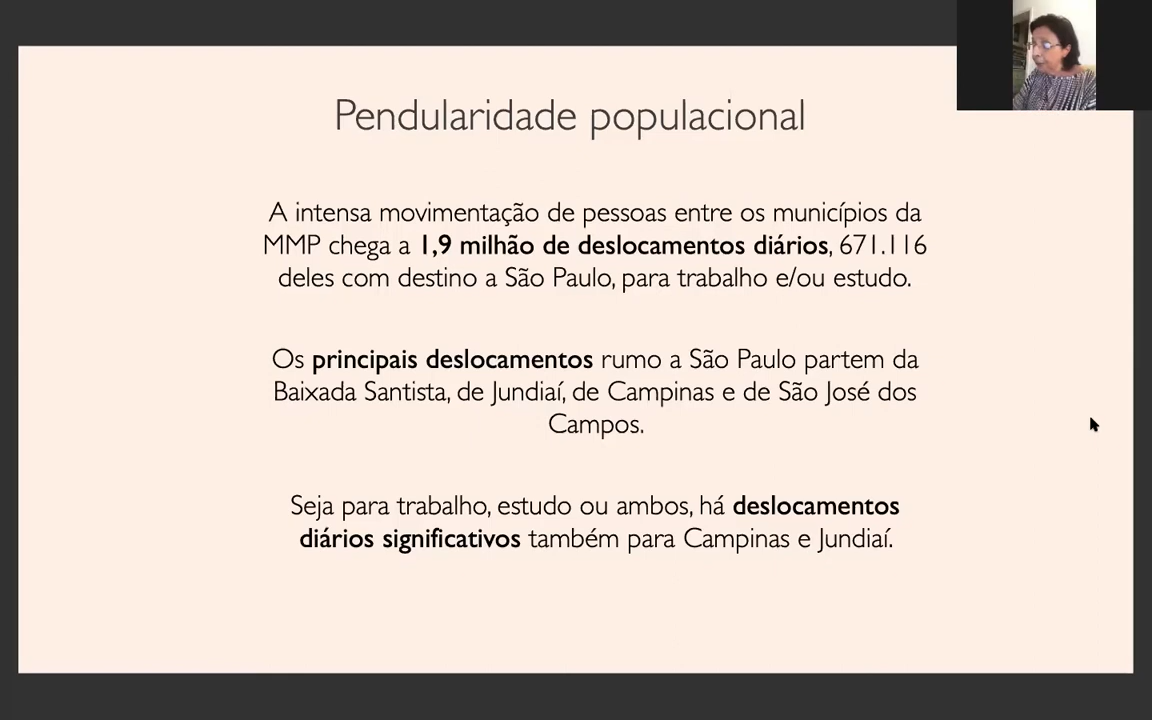 Pendularidade populacional
A intensa movimentação de pessoas entre os municípios da
MMP chega a 1,9 milhão de deslocamentos diários, 671.116
deles com destino a São Paulo, para trabalho e/ou estudo.
Os principais deslocamentos rumo a São Paulo partem da
Baixada Santista, de Jundiaí, de Campinas e de São José dos
Campos.
Seja para trabalho, estudo ou ambos, há deslocamentos
diários significativos também para Campinas e Jundiaí.